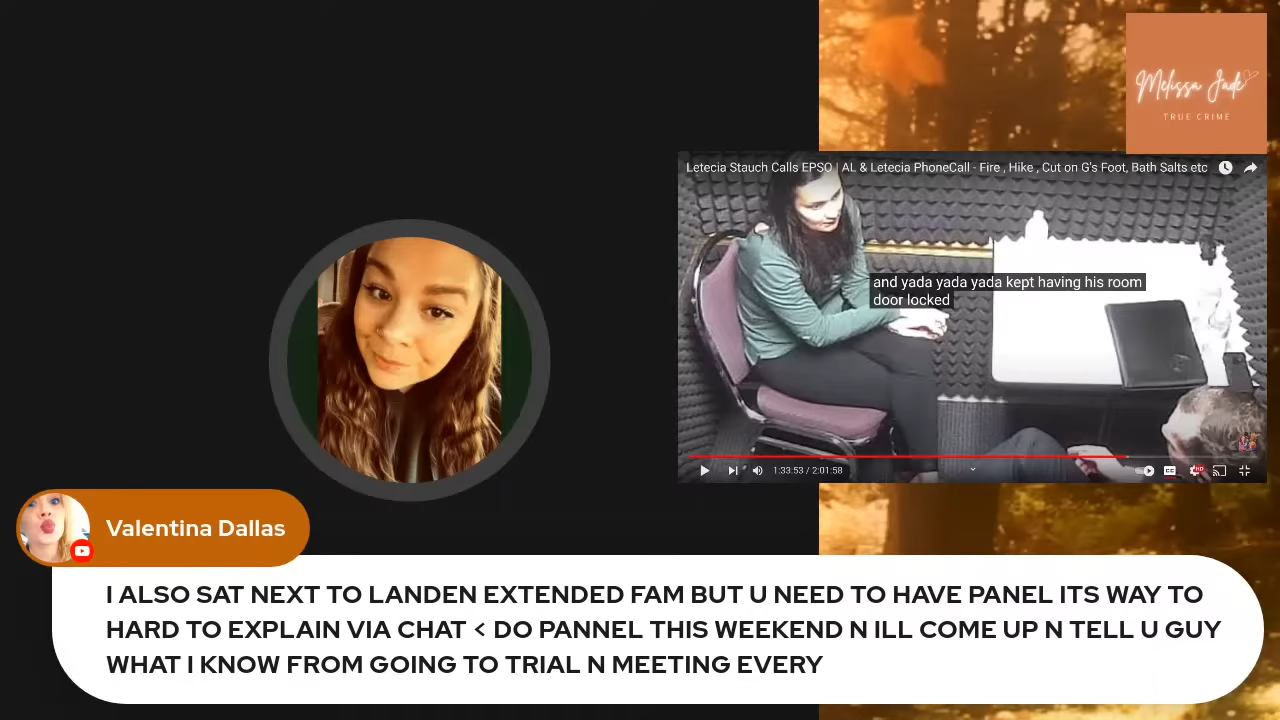 Melissa Jade
TRUE CRIME
Letecia Stauch Calls EPSO | AL & Letecia PhoneCall - Fire , Hike , Cut on G's Foot, Bath Salts etc
and yada yada yada kept having his room
door locked
1:33:53 / 2:01:58
CC
HD
Valentina Dallas
I ALSO SAT NEXT TO LANDEN EXTENDED FAM BUT U NEED TO HAVE PANEL ITS WAY TO
HARD TO EXPLAIN VIA CHAT < DO PANNEL THIS WEEKEND N ILL COME UP N TELL U GUY
WHAT I KNOW FROM GOING TO TRIAL N MEETING EVERY